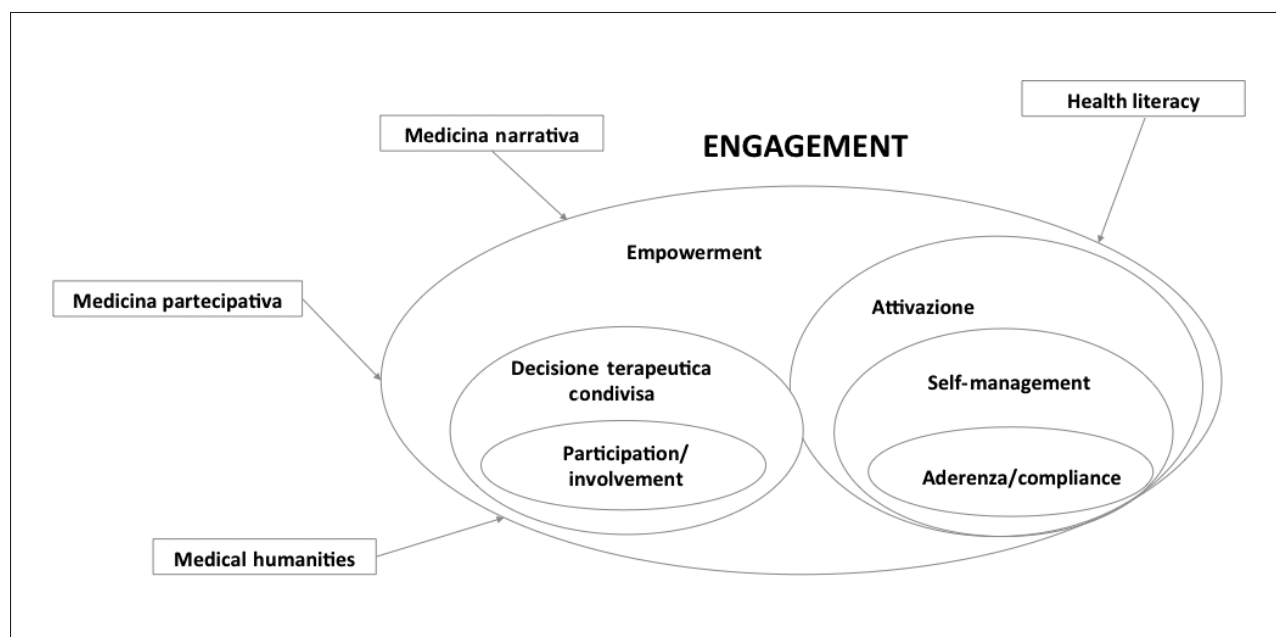 Health literacy
Medicina narrativa
ENGAGEMENT
Empowerment
Medicina partecipativa
Attivazione
Decisione terapeutica
condivisa
Self-management
Participation/
involvement
Aderenza/compliance
Medical humanities